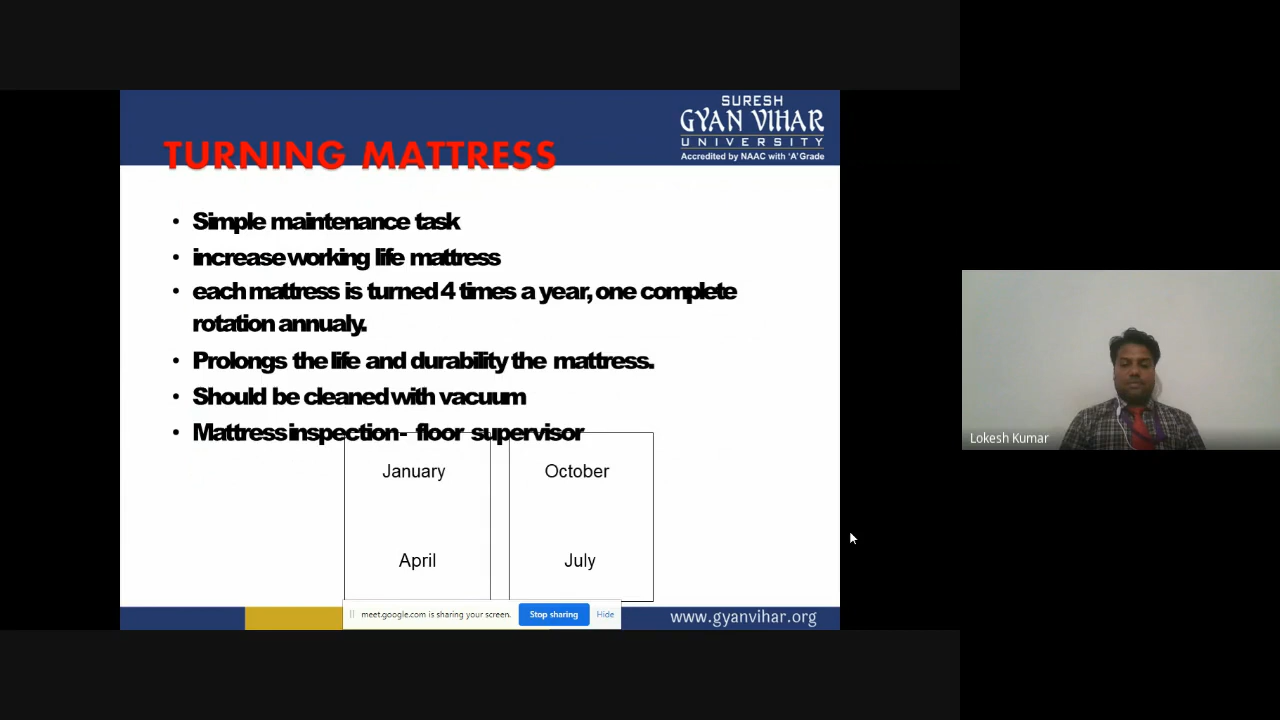 SURESH
GYAN VIHAR
UNIVERSITY
Accredited by NAAC with 'A' Grade
TURNING MATTRESS
• Simple maintenance task
• increase working life mattress
• each mattress is turned 4 times a year, one complete
rotation annualy.
• Prolongs the life and durability the mattress.
• Should be cleaned with vacuum
• Mattress inspection- floor supervisor
January October
April July
meet.google.com is sharing your screen. Stop sharing Hide
www.gyanvihar.org
Lokesh Kumar